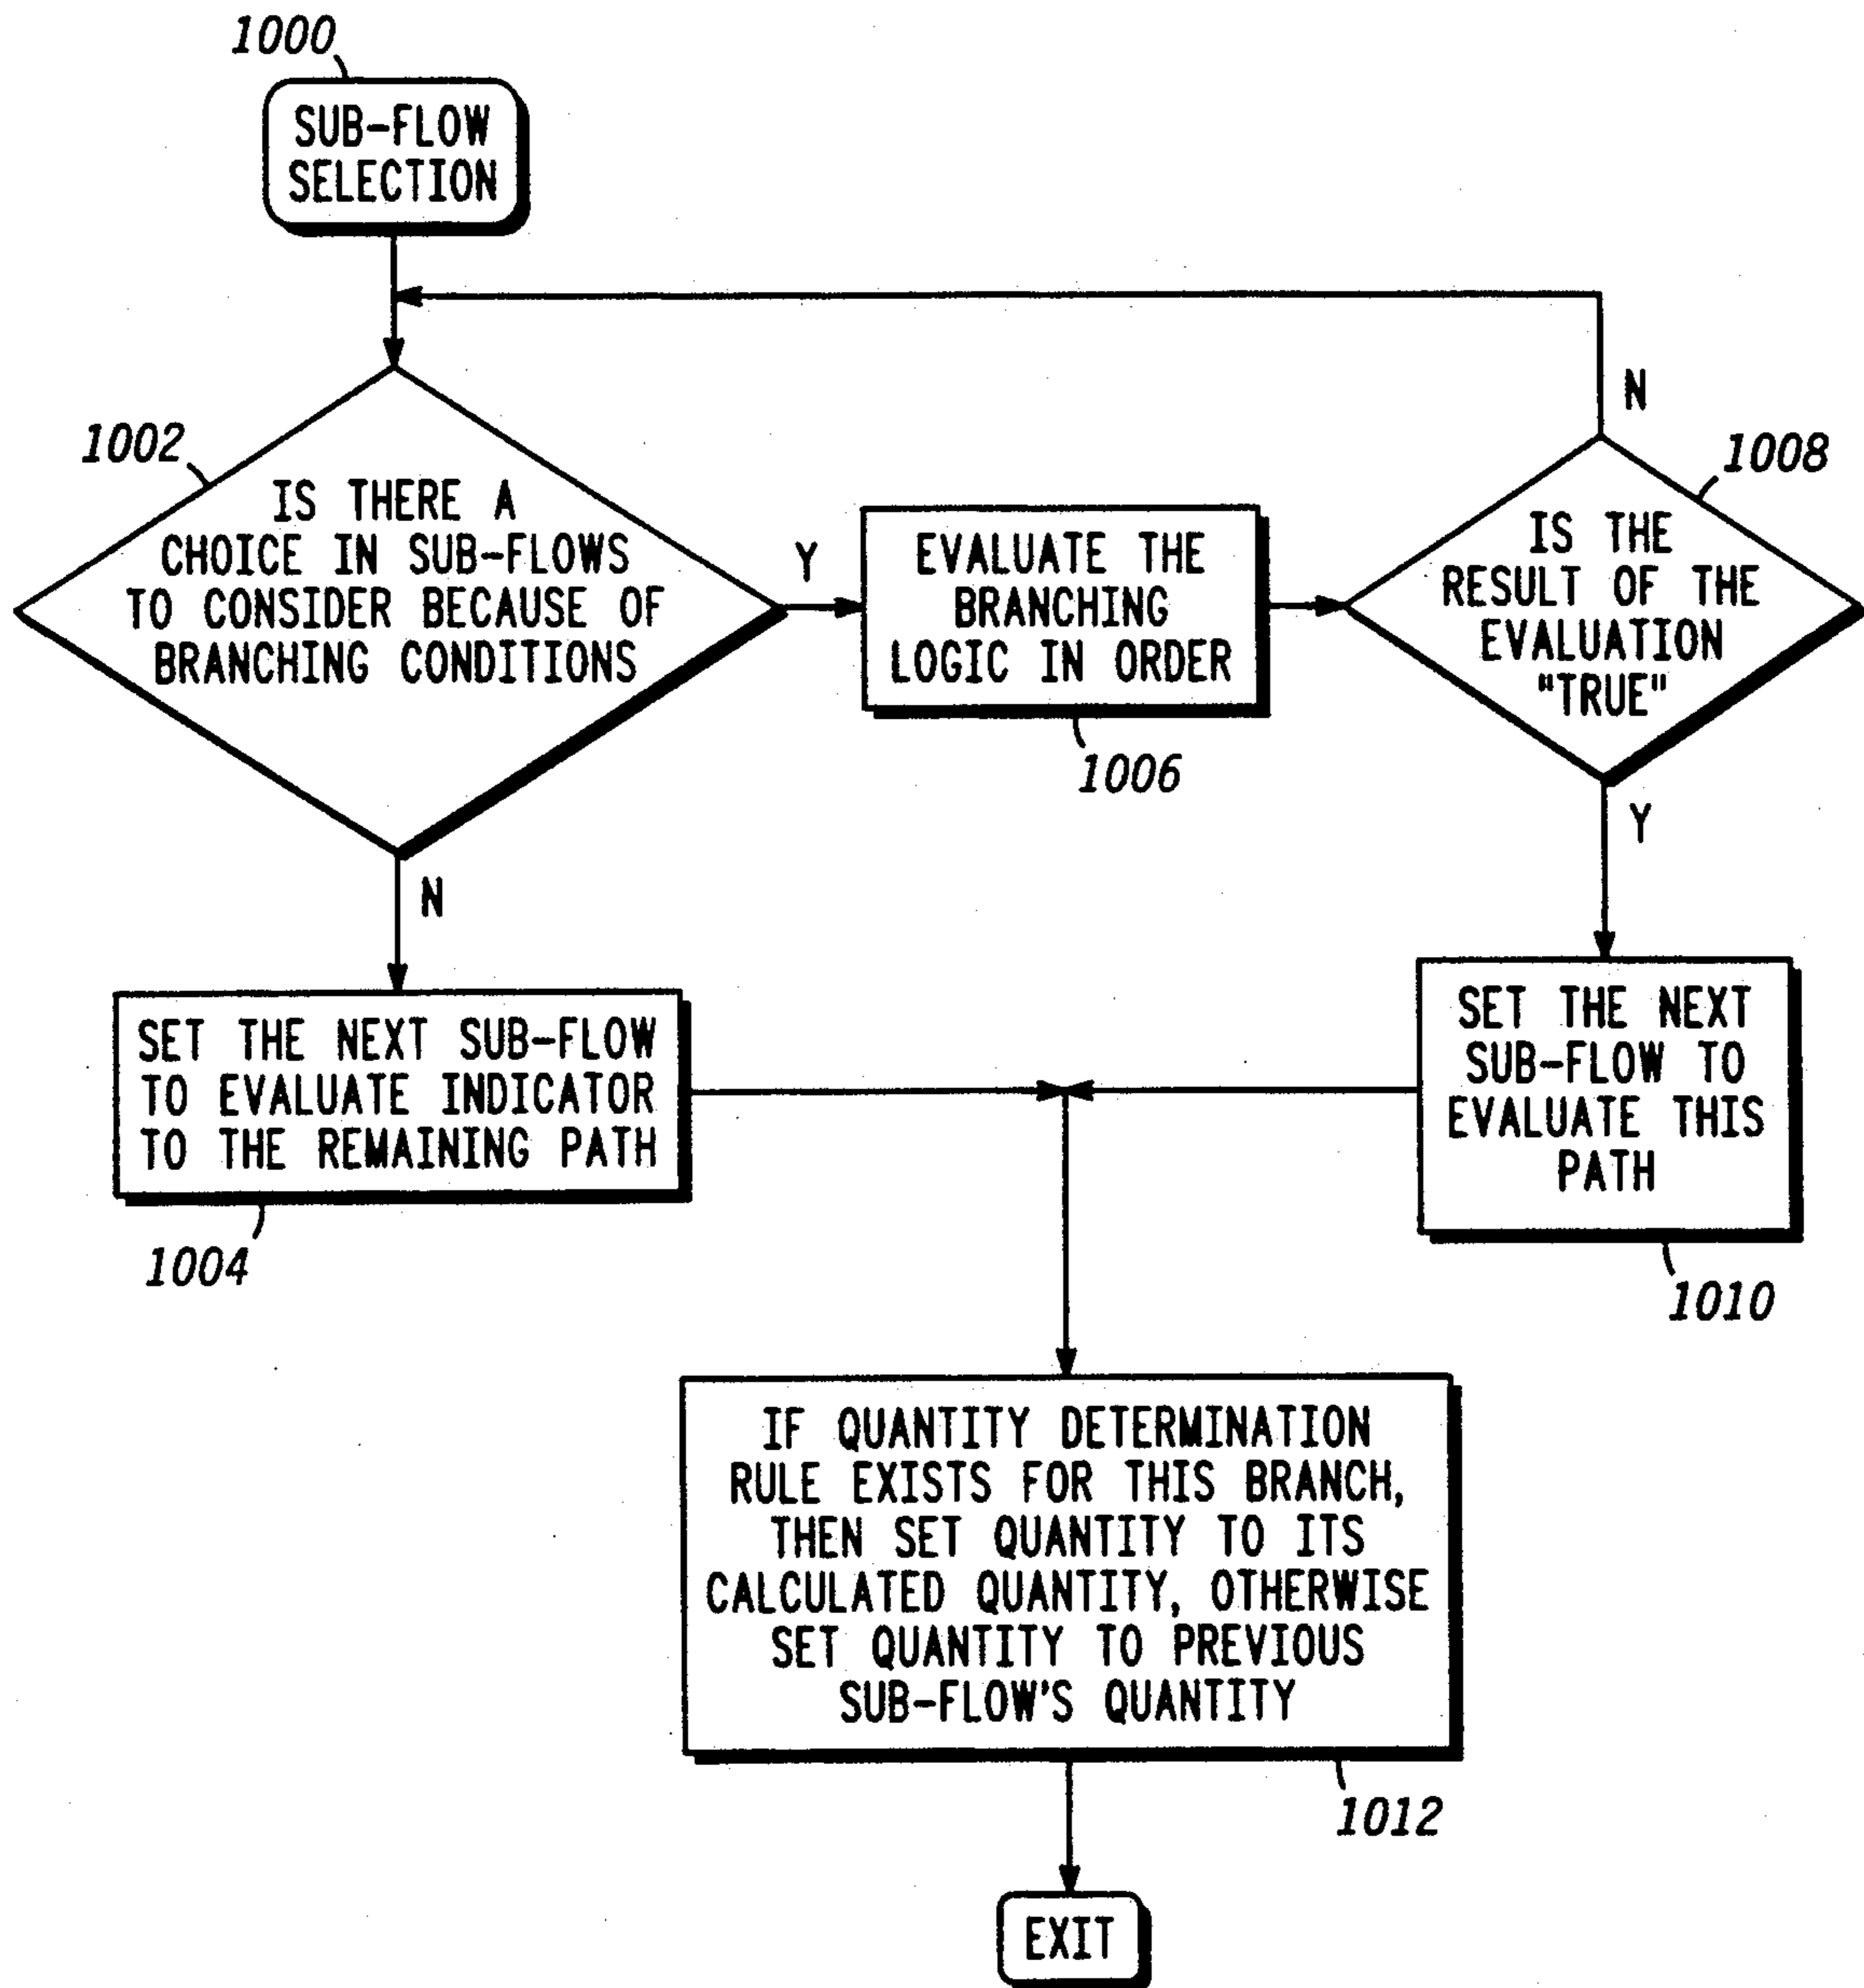 1000
SUB-FLOW
SELECTION
N
1002
1008
IS THERE A
CHOICE IN SUB-FLOWS
TO CONSIDER BECAUSE OF
BRANCHING CONDITIONS
Y
EVALUATE THE
BRANCHING
LOGIC IN ORDER
1006
IS THE
RESULT OF THE
EVALUATION
"TRUE"
Y
N
SET THE NEXT SUB-FLOW
TO EVALUATE INDICATOR
TO THE REMAINING PATH
1004
SET THE NEXT
SUB-FLOW TO
EVALUATE THIS
PATH
1010
IF QUANTITY DETERMINATION
RULE EXISTS FOR THIS BRANCH,
THEN SET QUANTITY TO ITS
CALCULATED QUANTITY, OTHERWISE
SET QUANTITY TO PREVIOUS
SUB-FLOW'S QUANTITY
1012
EXIT